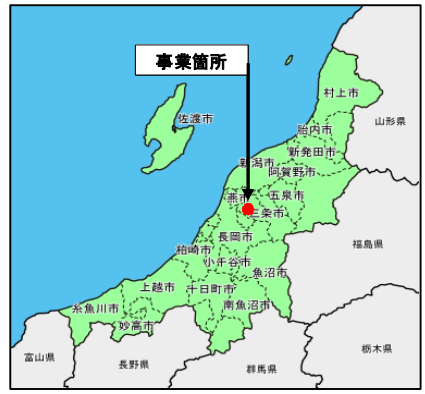 事業箇所
村上市
佐渡市
山形県
胎内市
新発田市
新潟市
阿賀野市
五泉市
燕市
三条市
長岡市
福島県
柏崎市
小千谷市
魚沼市
上越市
十日町市
糸魚川市
南魚沼市
妙高市
富山県
長野県
群馬県
栃木県